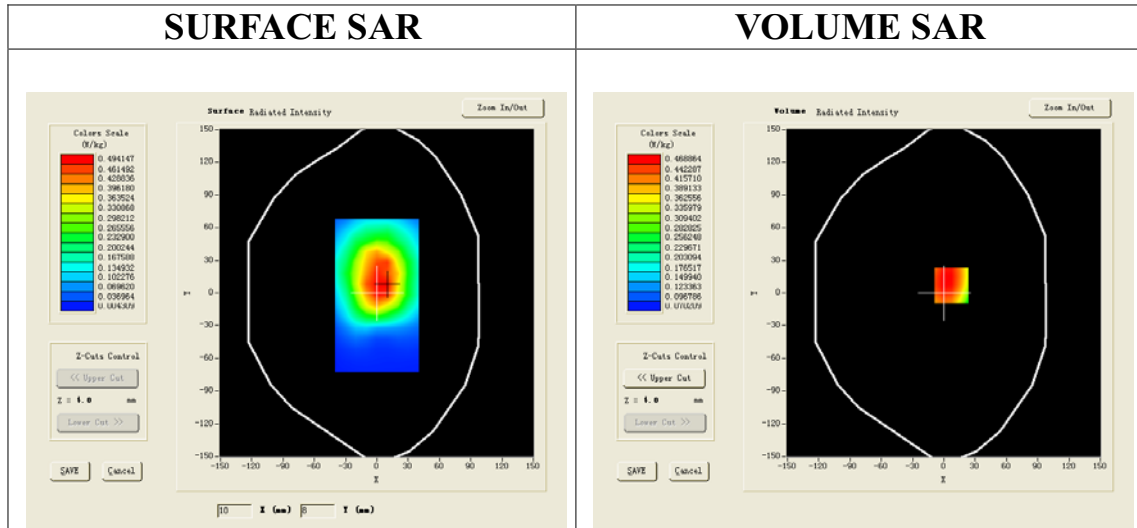 SURFACE SAR
VOLUME SAR
Surface Radiated Intensity
Zoom In/Out
Colors Scale
(W/kg)
0.494147
0.461492
0.428836
0.396180
0.363524
0.330868
0.298212
0.265556
0.232900
0.200244
0.167588
0.134932
0.102276
0.069620
0.036964
0.004309
150
120
90
60
30
0
-30
-60
-90
-120
-150
Y
-150 -120 -90 -60 -30 0 30 60 90 120 150
X
Z-Cuts Control
<< Upper Cut
Z = 4.0 mm
Lower Cut >>
SAVE Cancel
10 X (mm) 8 Y (mm)
Volume Radiated Intensity
Zoom In/Out
Colors Scale
(W/kg)
0.468864
0.442287
0.415710
0.389133
0.362556
0.335979
0.309402
0.282825
0.256248
0.229671
0.203094
0.176517
0.149940
0.123363
0.096786
0.070209
150
120
90
60
30
0
-30
-60
-90
-120
-150
Y
-150 -120 -90 -60 -30 0 30 60 90 120 150
X
Z-Cuts Control
<< Upper Cut
Z = 4.0 mm
Lower Cut >>
SAVE Cancel